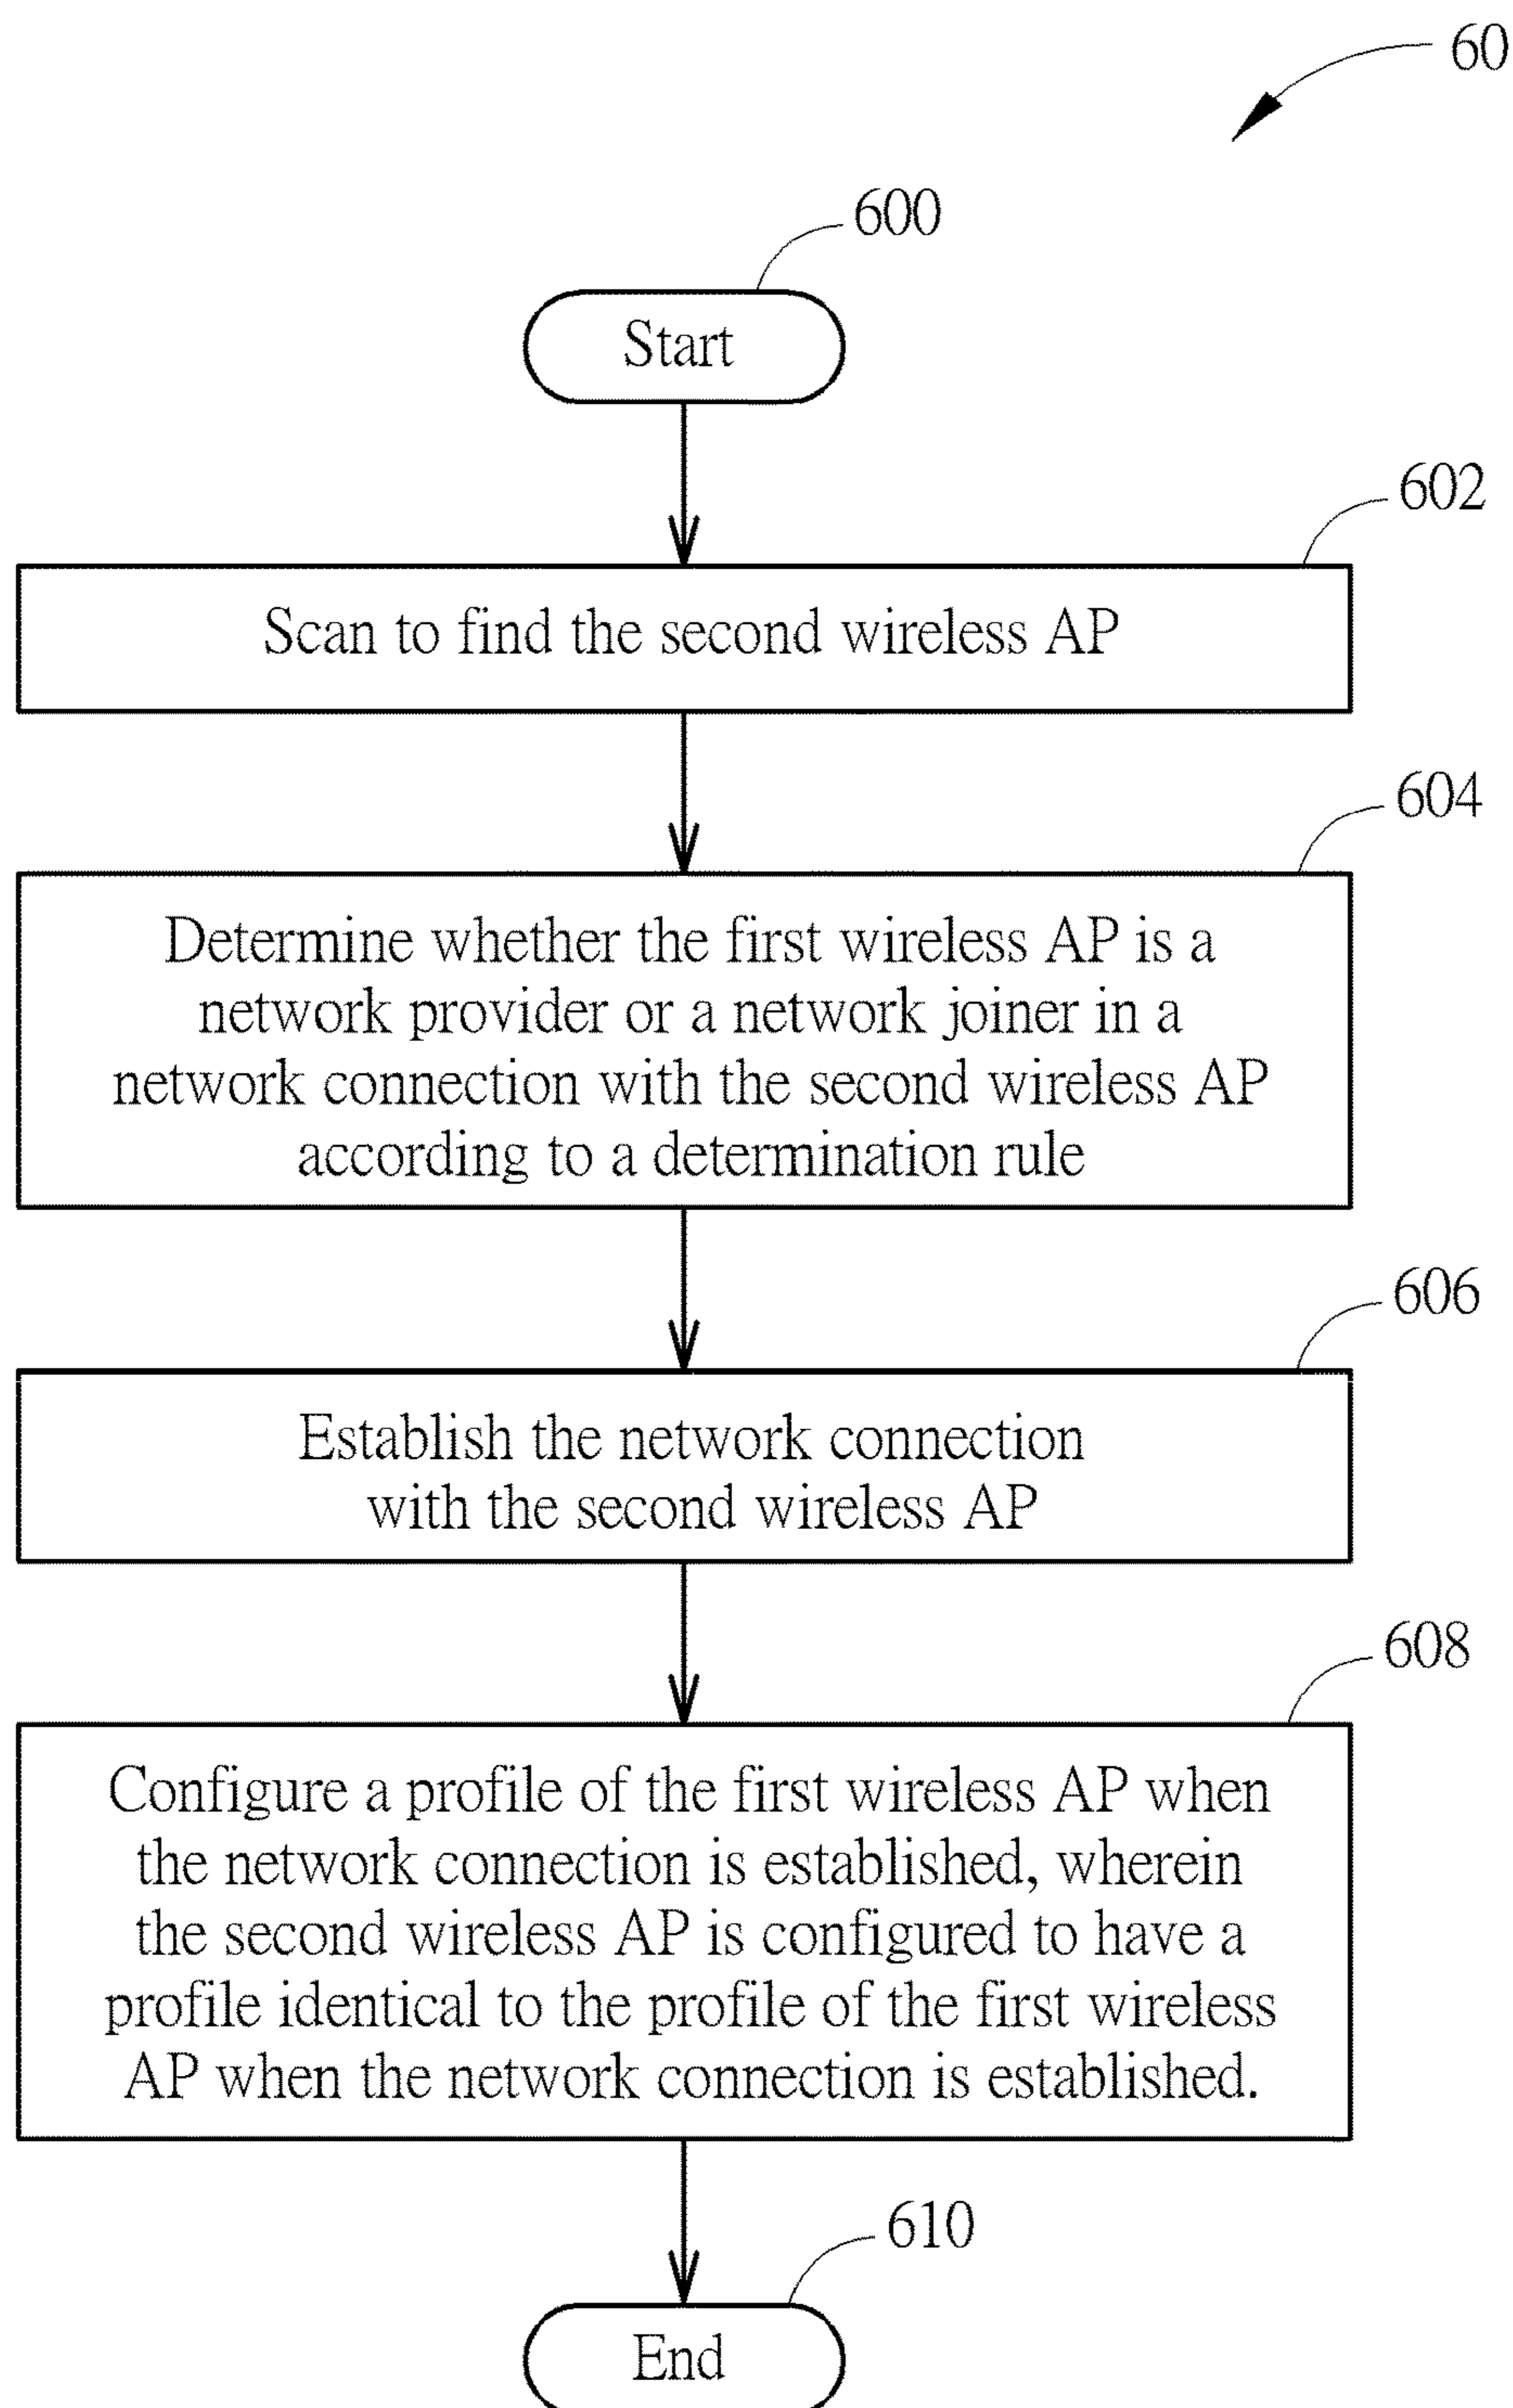 60
600
Start
602
Scan to find the second wireless AP
604
Determine whether the first wireless AP is a
network provider or a network joiner in a
network connection with the second wireless AP
according to a determination rule
606
Establish the network connection
with the second wireless AP
608
Configure a profile of the first wireless AP when
the network connection is established, wherein
the second wireless AP is configured to have a
profile identical to the profile of the first wireless
AP when the network connection is established.
610
End